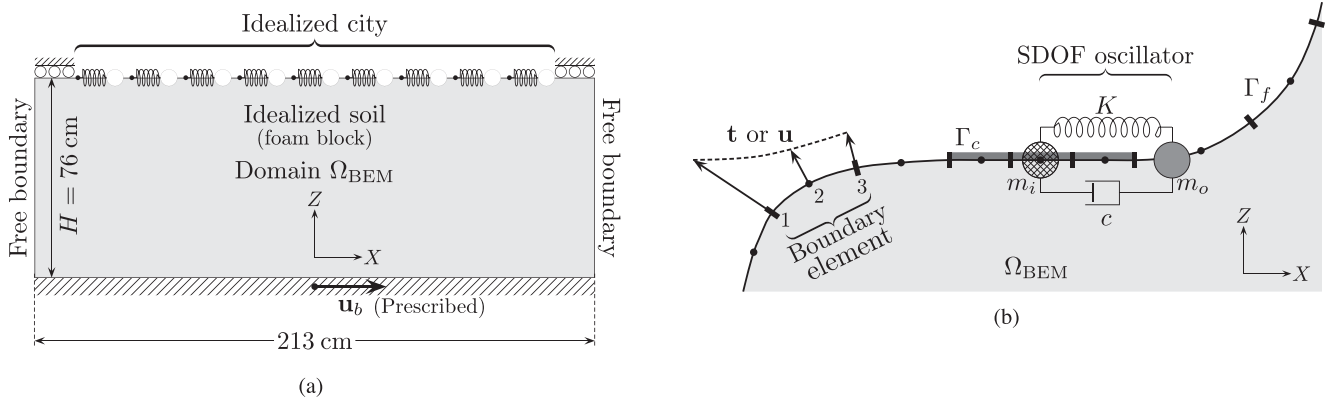 Idealized city
Free boundary
H = 76 cm
Idealized soil
(foam block)
Domain Ω_BEM
Z
X
Free boundary
u_b (Prescribed)
213 cm
(a)
SDOF oscillator
K
Γ_f
t or u
Γ_c
m_i
m_o
c
1
2
3
Boundary
element
Ω_BEM
Z
X
(b)